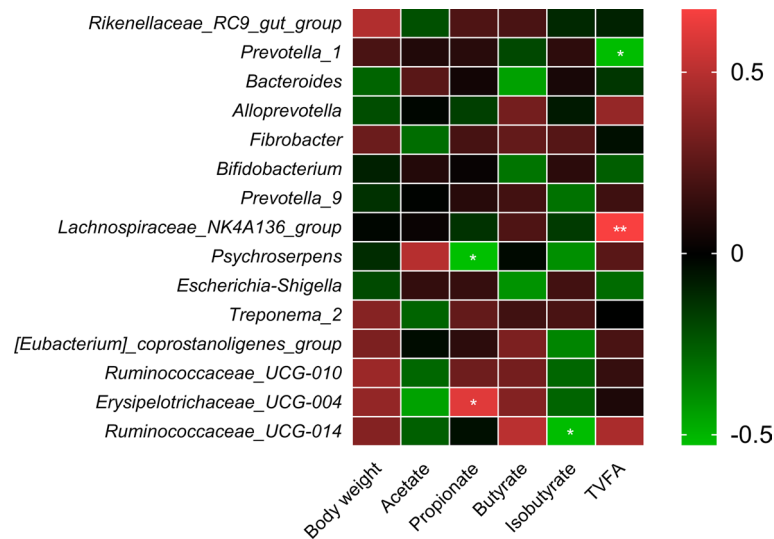 Rikenellaceae_RC9_gut_group
Prevotella_1
*
Bacteroides
Alloprevotella
Fibrobacter
Bifidobacterium
Prevotella_9
Lachnospiraceae_NK4A136_group
**
Psychroserpens
*
Escherichia-Shigella
Treponema_2
[Eubacterium]_coprostanoligenes_group
Ruminococcaceae_UCG-010
Erysipelotrichaceae_UCG-004
*
Ruminococcaceae_UCG-014
*
Body weight
Acetate
Propionate
Butyrate
Isobutyrate
TVFA
0.5
0
-0.5